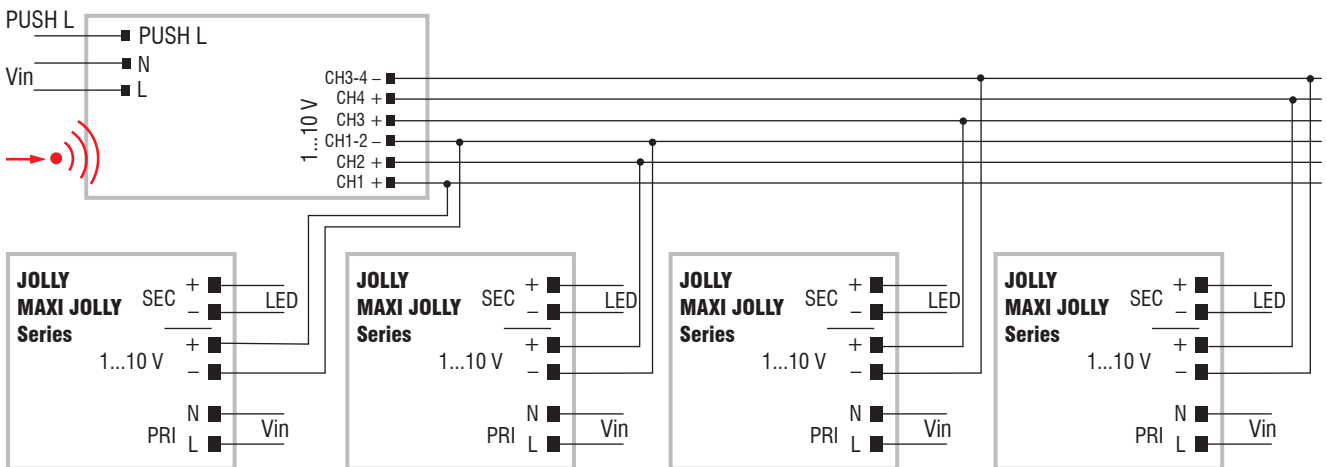 PUSH L
PUSH L
N
Vin
L
CH3-4 –
CH4 +
CH3 +
CH1-2 –
CH2 +
CH1 +
1...10 V
JOLLY
MAXI JOLLY
Series
SEC
+
–
LED
1...10 V
+
–
PRI
N
L
Vin
JOLLY
MAXI JOLLY
Series
SEC
+
–
LED
1...10 V
+
–
PRI
N
L
Vin
JOLLY
MAXI JOLLY
Series
SEC
+
–
LED
1...10 V
+
–
PRI
N
L
Vin
JOLLY
MAXI JOLLY
Series
SEC
+
–
LED
1...10 V
+
–
PRI
N
L
Vin